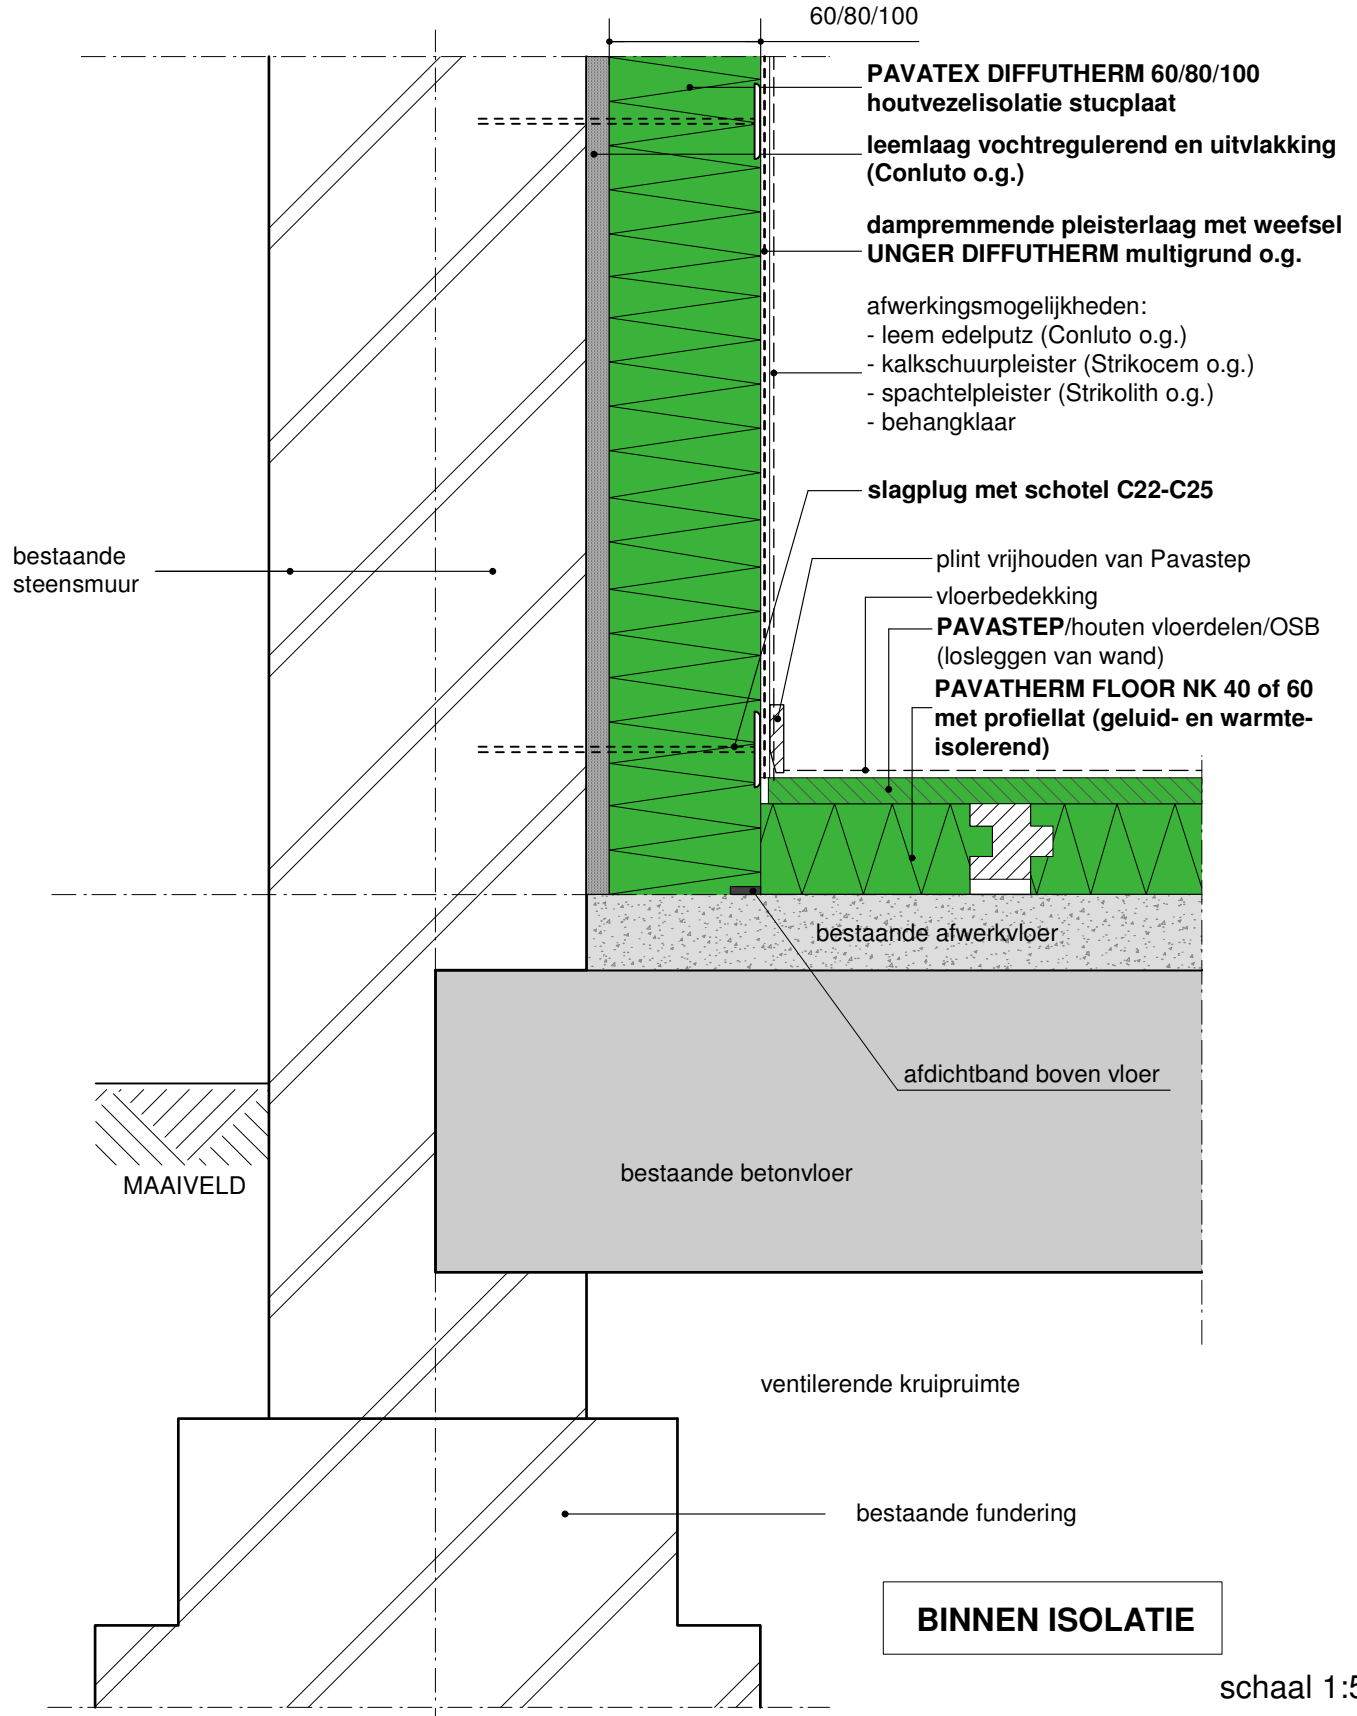 60/80/100
PAVATEX DIFFUTHERM 60/80/100
houtvezelisolatie stucplaat
leemlaag vochtregulerend en uitvlakking
(Conluto o.g.)
dampremmende pleisterlaag met weefsel
UNGER DIFFUTHERM multigrund o.g.
afwerkingsmogelijkheden:
- leem edelputz (Conluto o.g.)
- kalkschuurpleister (Strikocem o.g.)
- spachtelpleister (Strikolith o.g.)
- behangklaar
slagplug met schotel C22-C25
bestaande
steensmuur
plint vrijhouden van Pavastep
vloerbedekking
PAVASTEP/houten vloerdelen/OSB
(losleggen van wand)
PAVATHERM FLOOR NK 40 of 60
met profiellat (geluid- en warmte-
isolerend)
bestaande afwerkvloer
afdichtband boven vloer
MAAIVELD
bestaande betonvloer
ventilerende kruipruimte
bestaande fundering
BINNEN ISOLATIE
schaal 1:5